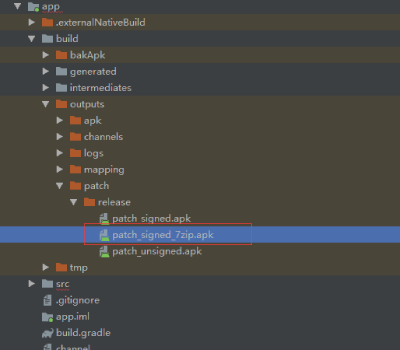 app
.externalNativeBuild
build
bakApk
generated
intermediates
outputs
apk
channels
logs
mapping
patch
release
patch_signed.apk
patch_signed_7zip.apk
patch_unsigned.apk
tmp
src
.gitignore
app.iml
build.gradle
channel